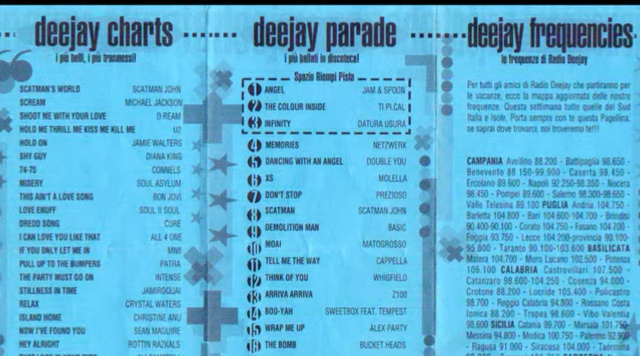 deejay charts
i più belli, i più trasmessi!
SCATMAN'S WORLD SCATMAN JOHN
SCREAM MICHAEL JACKSON
SHOOT ME WITH YOUR LOVE D.REAM
HOLD ME THRILL ME KISS ME KILL ME U2
HOLD ON JAMIE WALTERS
SHY GUY DIANA KING
74-75 CONNELS
MISERY SOUL ASYLUM
THIS AIN'T A LOVE SONG BON JOVI
LOVE ENUFF SOUL II SOUL
DREDD SONG CURE
I CAN LOVE YOU LIKE THAT ALL 4 ONE
IF YOU ONLY LET ME IN MN8
PULL UP TO THE BUMPERS PATRA
THE PARTY MUST GO ON INTENSE
STILLNESS IN TIME JAMIROQUAI
RELAX CRYSTAL WATERS
ISLAND HOME CHRISTINE ANU
NOW I'VE FOUND YOU SEAN MAGUIRE
HEY ALRIGHT ROTTIN RAZKALS
deejay parade
i più ballati in discoteca!
Spazio Riempi Pista
1 ANGEL JAM & SPOON
2 THE COLOUR INSIDE TI.PI.CAL
3 INFINITY DATURA USURA
4 MEMORIES NETZWERK
5 DANCING WITH AN ANGEL DOUBLE YOU
6 XS MOLELLA
7 DON'T STOP PREZIOSO
8 SCATMAN SCATMAN JOHN
9 DEMOLITION MAN BASIC
10 MOAI MATOGROSSO
11 TELL ME THE WAY CAPPELLA
12 THINK OF YOU WHIGFIELD
13 ARRIVA ARRIVA Z100
14 BOO-YAH SWEETBOX FEAT. TEMPEST
15 WRAP ME UP ALEX PARTY
16 THE BOMB BUCKET HEADS
deejay frequencies
le frequenze di Radio Deejay
Per tutti gli amici di Radio Deejay che partiranno per
le vacanze, ecco la mappa aggiornata delle nostre
frequenze. Questa settimana tutte quelle del Sud
Italia e Isole. Porta sempre con te questa Pagellina,
se saprai dove trovarci, noi troveremo te!!!
CAMPANIA Avellino 88.200 - Battipaglia 98.650 -
Benevento 88.150-99.900 - Caserta 98.450 -
Ercolano 89.600 - Napoli 92.250-98.350 - Nocera
98.450 - Pompei 89.600 - Salerno 98.300-98.650 -
Valle Telesina 89.100 PUGLIA Andria 104.750 -
Barletta 104.800 - Bari 104.600-104.700 - Brindisi
90.400-90.100 - Corato 104.750 - Fasano 104.700 -
Foggia 93.750 - Lecce 104.200-provincia 90.100-
95.800 - Taranto 90.100-103.600 BASILICATA
Matera 104.700 - Moro Lucano 102.500 - Potenza
106.100 CALABRIA Castrovillari 107.500 -
Catanzaro 98.600-104.250 - Cosenza 94.000 -
Crotone 88.200 - Locride 105.400 - Policastro
98.700 - Reggio Calabria 94.800 - Rossano Costa
Ionica 88.200 - Tropea 98.600 - Vibo Valentia
98.600 SICILIA Catania 99.700 - Marsala 101.750 -
Messina 94.800 - Modica 100.750 - Palermo 92.900
- Ragusa 91.000 - Siracusa 104.000 - Taormina